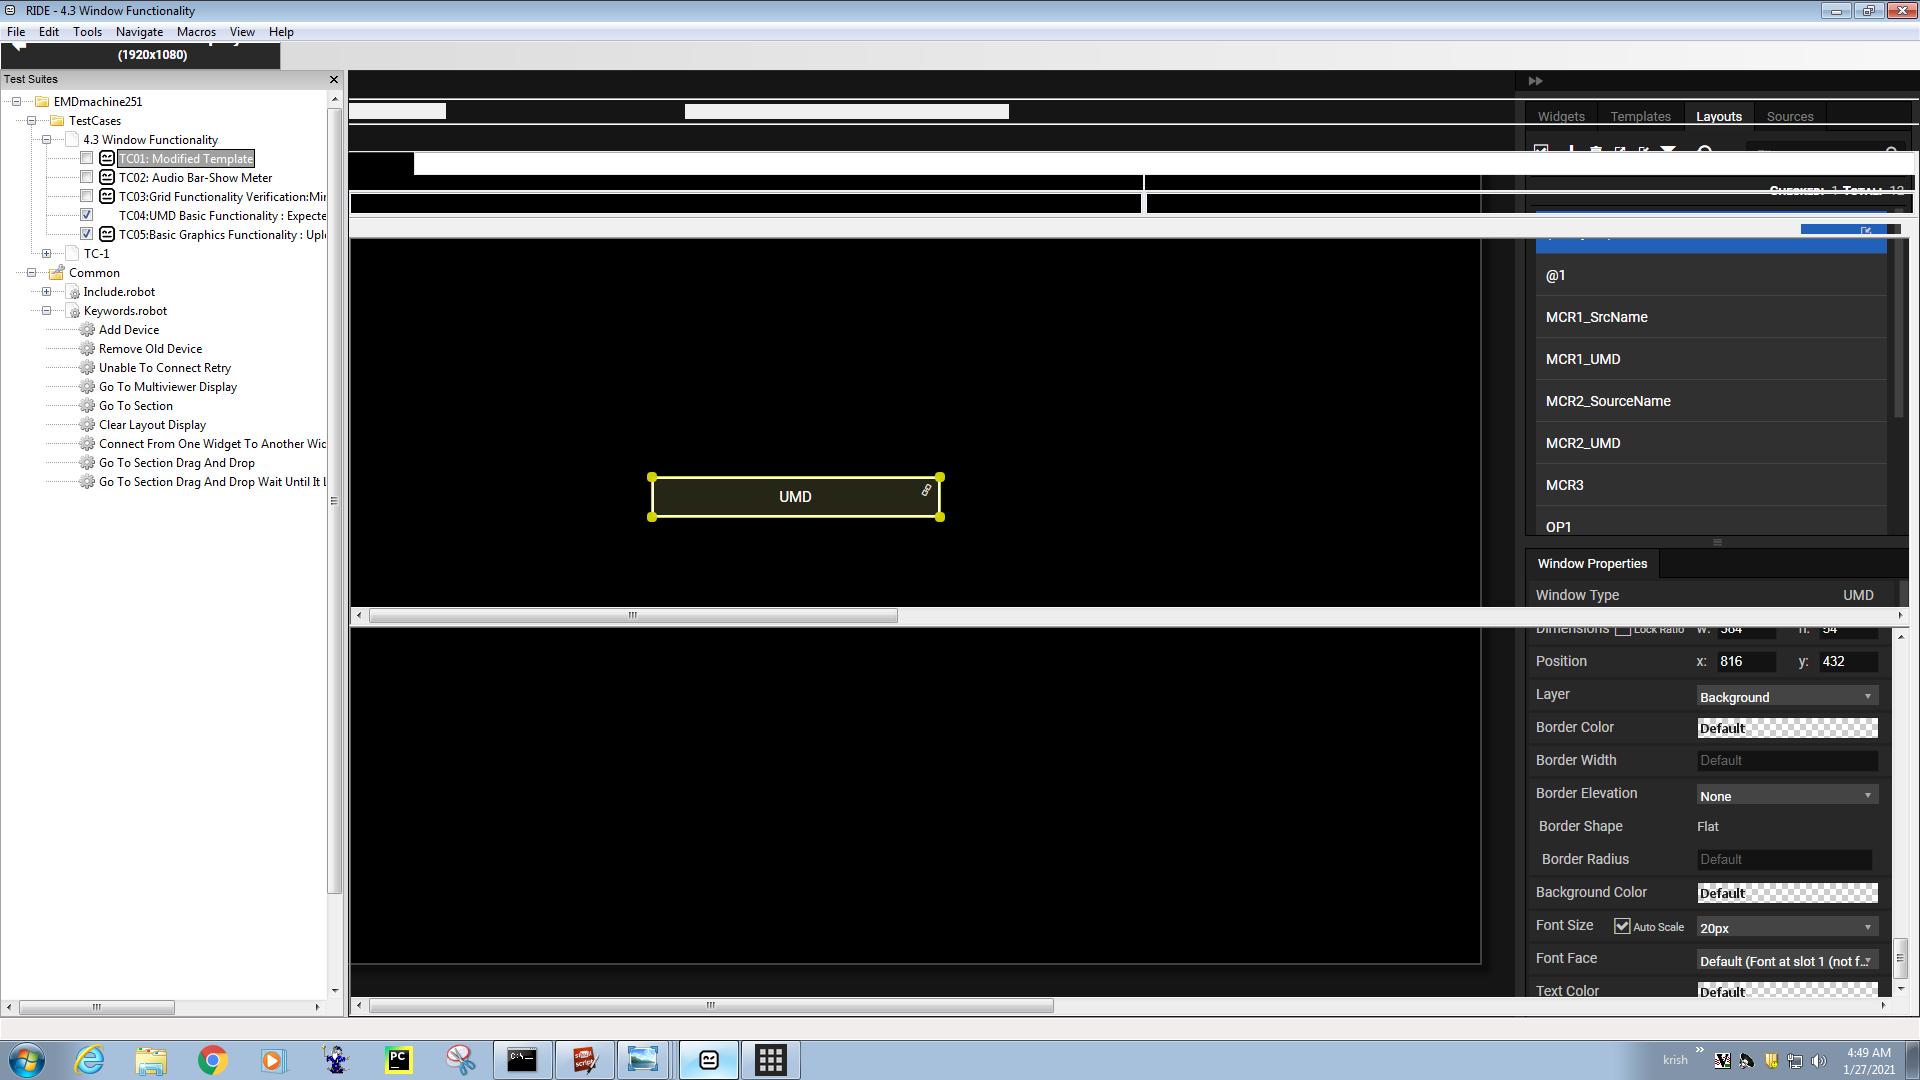 RIDE - 4.3 Window Functionality
File Edit Tools Navigate Macros View Help
(1920x1080)
Test Suites
EMDmachine251
TestCases
4.3 Window Functionality
TC01: Modified Template
TC02: Audio Bar-Show Meter
TC03:Grid Functionality Verification:Mir
TC04:UMD Basic Functionality : Expecte
TC05:Basic Graphics Functionality : Uplo
TC-1
Common
Include.robot
Keywords.robot
Add Device
Remove Old Device
Unable To Connect Retry
Go To Multiviewer Display
Go To Section
Clear Layout Display
Connect From One Widget To Another Wid
Go To Section Drag And Drop
Go To Section Drag And Drop Wait Until It L
UMD
Widgets Templates Layouts Sources
Checked: 1 Total: 12
@1
MCR1_SrcName
MCR1_UMD
MCR2_SourceName
MCR2_UMD
MCR3
OP1
Window Properties
Window Type UMD
Dimensions Lock Ratio w: 384 h: 54
Position x: 816 y: 432
Layer Background
Border Color Default
Border Width Default
Border Elevation None
Border Shape Flat
Border Radius Default
Background Color Default
Font Size Auto Scale 20px
Font Face Default (Font at slot 1 (not f...
Text Color Default
PC
C:\
krish
4:49 AM
1/27/2021